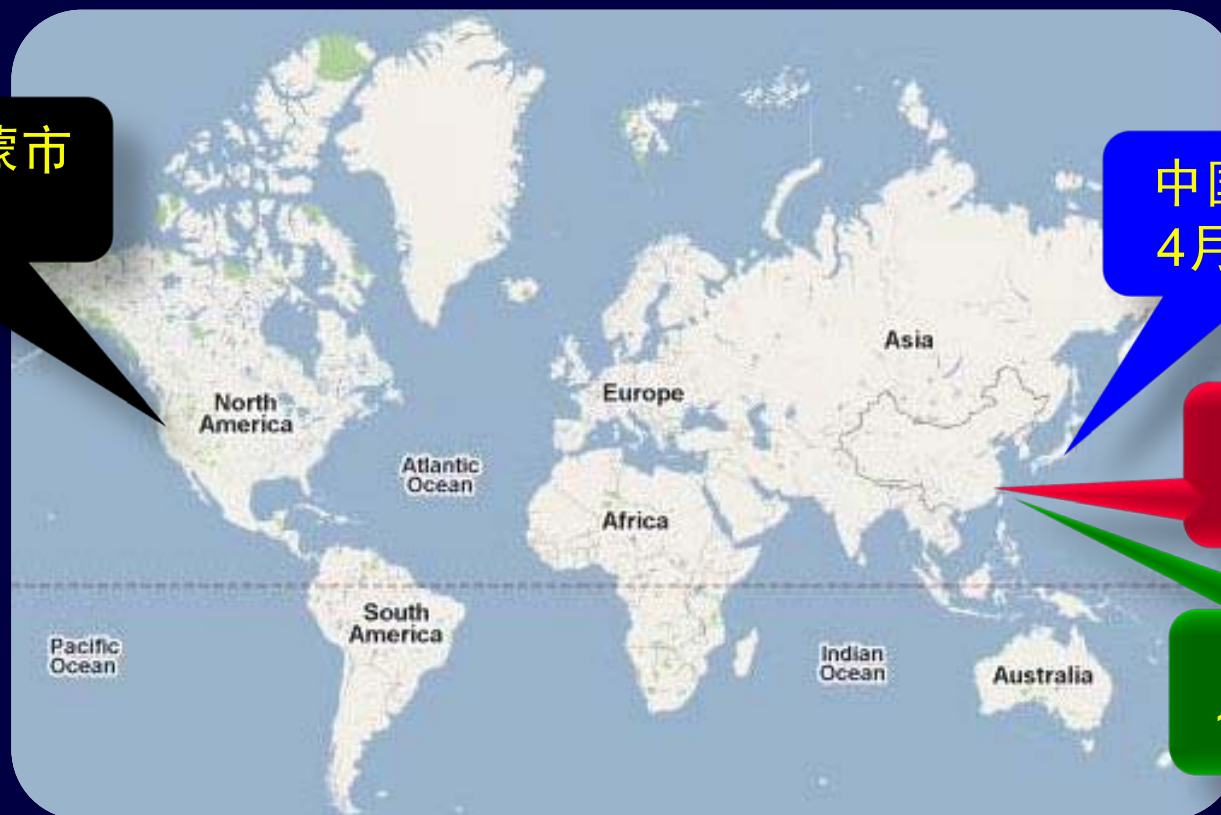 蒙市
中国
4月
Asia
Europe
North
America
Atlantic
Ocean
Africa
South
America
Pacific
Ocean
Indian
Ocean
Australia